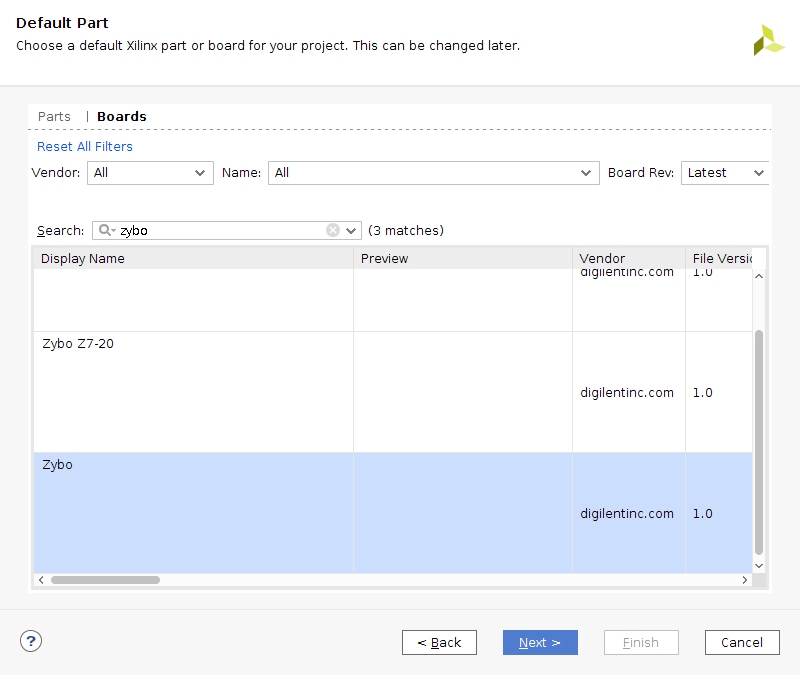 Default Part
Choose a default Xilinx part or board for your project. This can be changed later.
Parts | Boards
Reset All Filters
Vendor: All Name: All Board Rev: Latest
Search: zybo (3 matches)
Display Name Preview Vendor File Versio
digilentinc.com 1.0
Zybo Z7-20
digilentinc.com 1.0
Zybo
digilentinc.com 1.0
? < Back Next > Finish Cancel